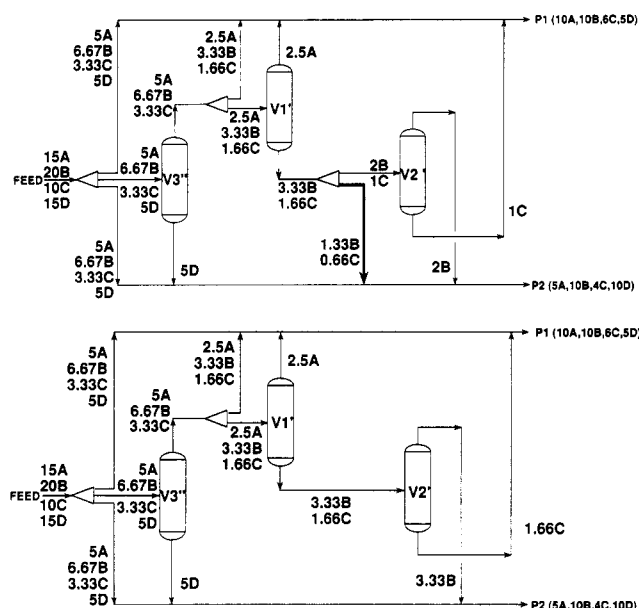 P1 (10A,10B,6C,5D)
5A
6.67B
3.33C
5D
2.5A
3.33B
1.66C
2.5A
5A
6.67B
3.33C
V1'
2.5A
3.33B
1.66C
15A
20B
FEED
10C
15D
5A
6.67B
V3''
3.33C
5D
2B
1C
V2'
3.33B
1.66C
1C
5A
6.67B
3.33C
5D
5D
1.33B
0.66C
2B
P2 (5A,10B,4C,10D)
P1 (10A,10B,6C,5D)
5A
6.67B
3.33C
5D
2.5A
3.33B
1.66C
2.5A
5A
6.67B
3.33C
V1'
2.5A
3.33B
1.66C
15A
20B
FEED
10C
15D
5A
6.67B
V3''
3.33C
5D
3.33B
1.66C
V2'
1.66C
5A
6.67B
3.33C
5D
5D
3.33B
P2 (5A,10B,4C,10D)